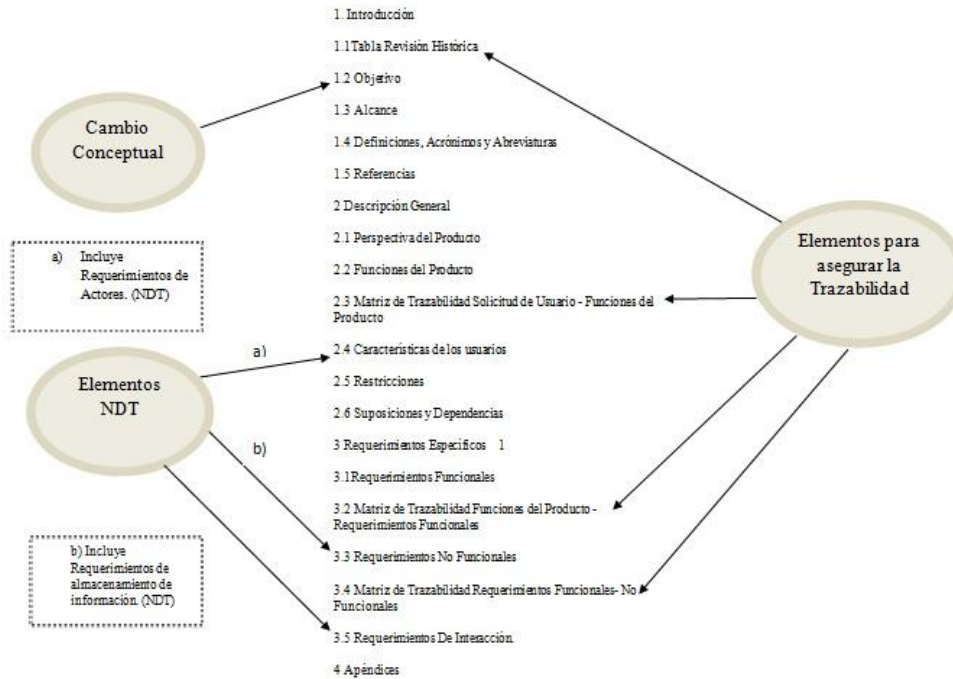 1. Introducción
1.1Tabla Revisión Histórica
1.2 Objetivo
1.3 Alcance
1.4 Definiciones, Acrónimos y Abreviaturas
1.5 Referencias
2 Descripción General
2.1 Perspectiva del Producto
2.2 Funciones del Producto
2.3 Matriz de Trazabilidad Solicitud de Usuario - Funciones del
Producto
2.4 Características de los usuarios
2.5 Restricciones
2.6 Suposiciones y Dependencias
3 Requerimientos Específicos 1
3.1Requerimientos Funcionales
3.2 Matriz de Trazabilidad Funciones del Producto -
Requerimientos Funcionales
3.3 Requerimientos No Funcionales
3.4 Matriz de Trazabilidad Requerimientos Funcionales- No
Funcionales
3.5 Requerimientos De Interacción.
4 Apéndices
Cambio
Conceptual
a) Incluye
Requerimientos de
Actores. (NDT)
Elementos
NDT
a)
b)
b) Incluye
Requerimientos de
almacenamiento de
información. (NDT)
Elementos para
asegurar la
Trazabilidad